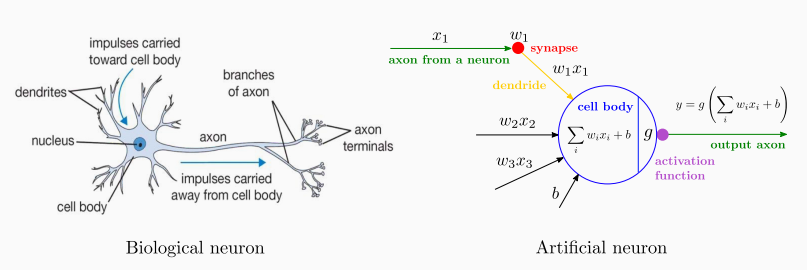 impulses carried
toward cell body
dendrites
nucleus
cell body
axon
branches
of axon
axon
terminals
impulses carried
away from cell body
Biological neuron
x₁
w₁
synapse
axon from a neuron
w₁x₁
dendride
cell body
w₂x₂
∑ᵢ wᵢxᵢ + b
g
w₃x₃
b
y = g (∑ᵢ wᵢxᵢ + b)
output axon
activation
function
Artificial neuron